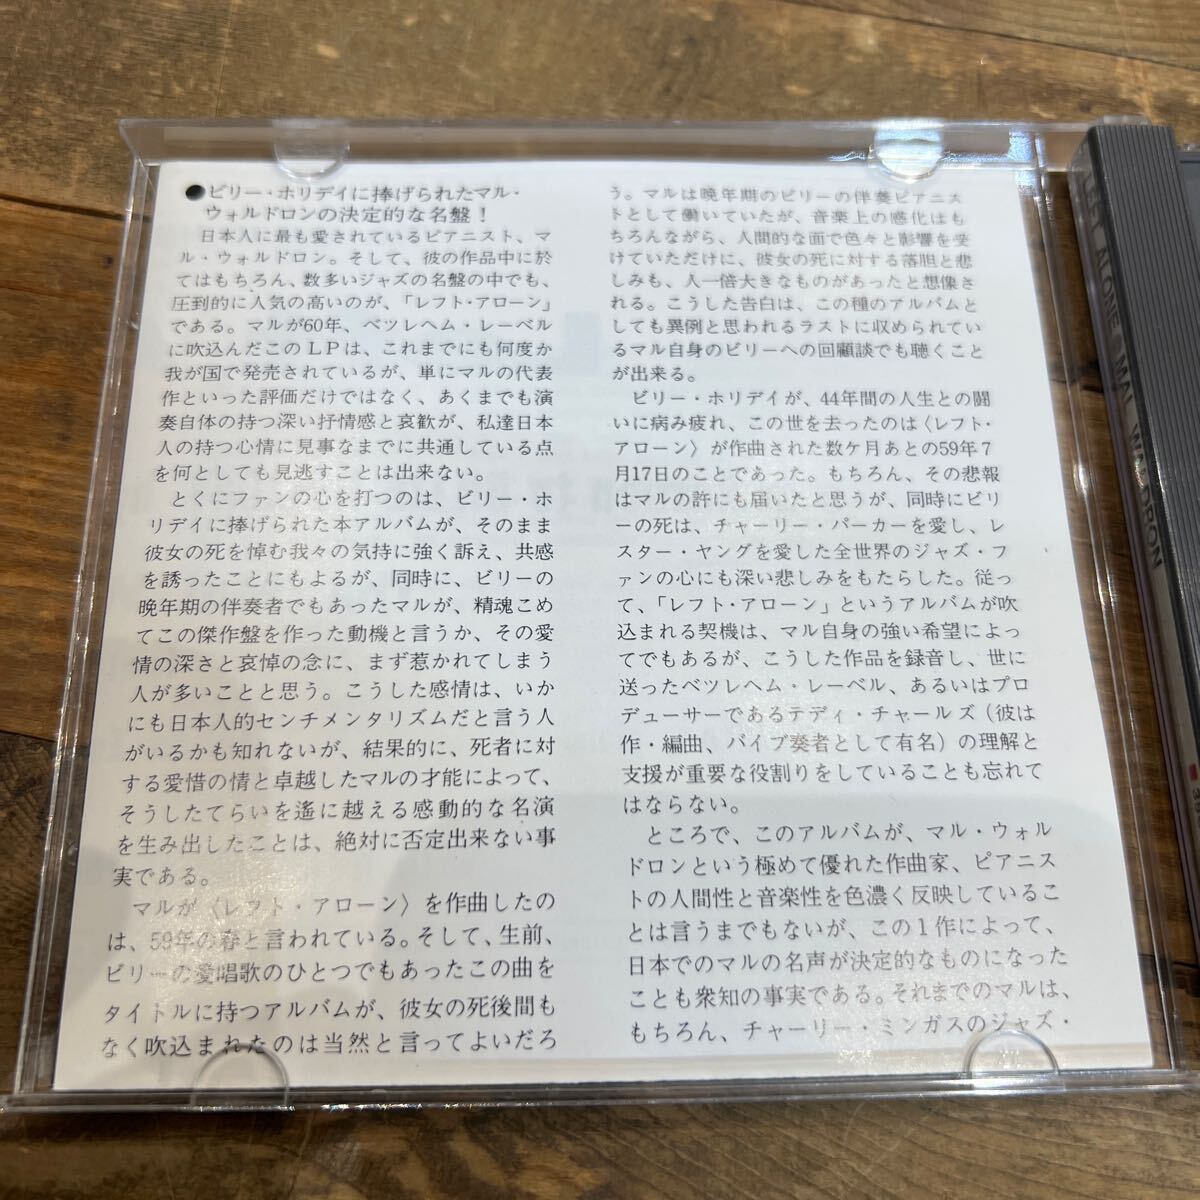 ●ビリー・ホリデイに捧げられたマル・
ウォルドロンの決定的な名盤！
日本人に最も愛されているピアニスト、マ
ル・ウォルドロン。そして、彼の作品中に於
てはもちろん、数多いジャズの名盤の中でも、
圧到的に人気の高いのが、「レフト・アローン」
である。マルが60年、ベツレヘム・レーベル
に吹込んだこのＬＰは、これまでにも何度か
我が国で発売されているが、単にマルの代表
作といった評価だけではなく、あくまでも演
奏自体の持つ深い抒情感と哀歓が、私達日本
人の持つ心情に見事なまでに共通している点
を何としても見逃すことは出来ない。
とくにファンの心を打つのは、ビリー・ホ
リデイに捧げられた本アルバムが、そのまま
彼女の死を悼む我々の気持に強く訴え、共感
を誘ったことにもよるが、同時に、ビリーの
晩年期の伴奏者でもあったマルが、精魂こめ
てこの傑作盤を作った動機と言うか、その愛
情の深さと哀悼の念に、まず惹かれてしまう
人が多いことと思う。こうした感情は、いか
にも日本人的センチメンタリズムだと言う人
がいるかも知れないが、結果的に、死者に対
する愛惜の情と卓越したマルの才能によって、
そうしたてらいを遙に越える感動的な名演
を生み出したことは、絶対に否定出来ない事
実である。
マルが〈レフト・アローン〉を作曲したの
は、59年の春と言われている。そして、生前、
ビリーの愛唱歌のひとつでもあったこの曲を
タイトルに持つアルバムが、彼女の死後間も
なく吹込まれたのは当然と言ってよいだろ
う。マルは晩年期のビリーの伴奏ピアニス
トとして働いていたが、音楽上の感化はも
ちろんながら、人間的な面で色々と影響を受
けていただけに、彼女の死に対する落胆と悲
しみも、人一倍大きなものがあったと想像さ
れる。こうした告白は、この種のアルバムと
しても異例と思われるラストに収められてい
るマル自身のビリーへの回顧談でも聴くこと
が出来る。
ビリー・ホリデイが、44年間の人生との闘
いに病み疲れ、この世を去ったのは〈レフト・
アローン〉が作曲された数ケ月あとの59年7
月17日のことであった。もちろん、その悲報
はマルの許にも届いたと思うが、同時にビリ
ーの死は、チャーリー・パーカーを愛し、レ
スター・ヤングを愛した全世界のジャズ・フ
ァンの心にも深い悲しみをもたらした。従っ
て、「レフト・アローン」というアルバムが吹
込まれる契機は、マル自身の強い希望によっ
てでもあるが、こうした作品を録音し、世に
送ったベツレヘム・レーベル、あるいはプロ
デューサーであるテディ・チャールズ（彼は
作・編曲、バイブ奏者として有名）の理解と
支援が重要な役割りをしていることも忘れて
はならない。
ところで、このアルバムが、マル・ウォル
ドロンという極めて優れた作曲家、ピアニス
トの人間性と音楽性を色濃く反映しているこ
とは言うまでもないが、この１作によって、
日本でのマルの名声が決定的なものになった
ことも衆知の事実である。それまでのマルは、
もちろん、チャーリー・ミンガスのジャズ・
LEFT ALONE MAL WALDRON